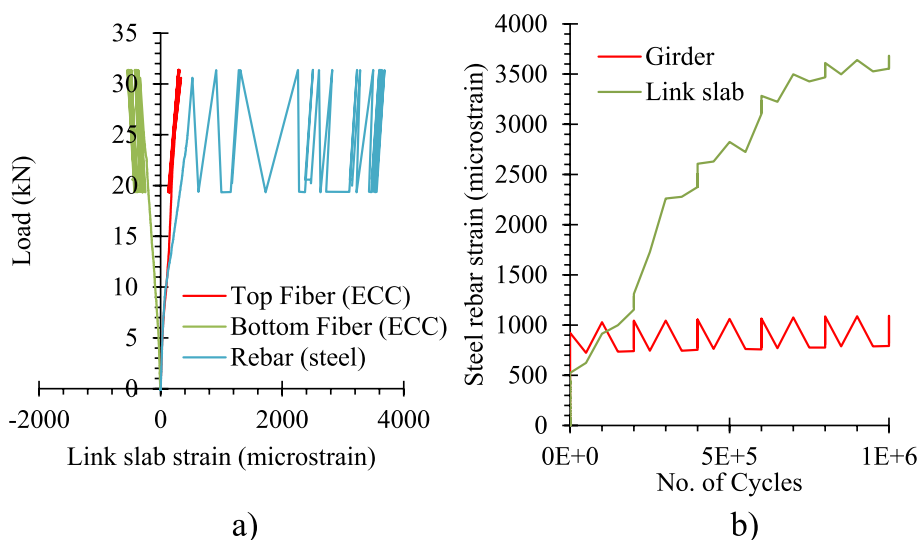 35
30
25
20
15
10
5
0
Load (kN)
Top Fiber (ECC)
Bottom Fiber (ECC)
Rebar (steel)
-2000 0 2000 4000
Link slab strain (microstrain)
a)
4000
3500
3000
2500
2000
1500
1000
500
0
Steel rebar strain (microstrain)
Girder
Link slab
0E+0 5E+5 1E+6
No. of Cycles
b)